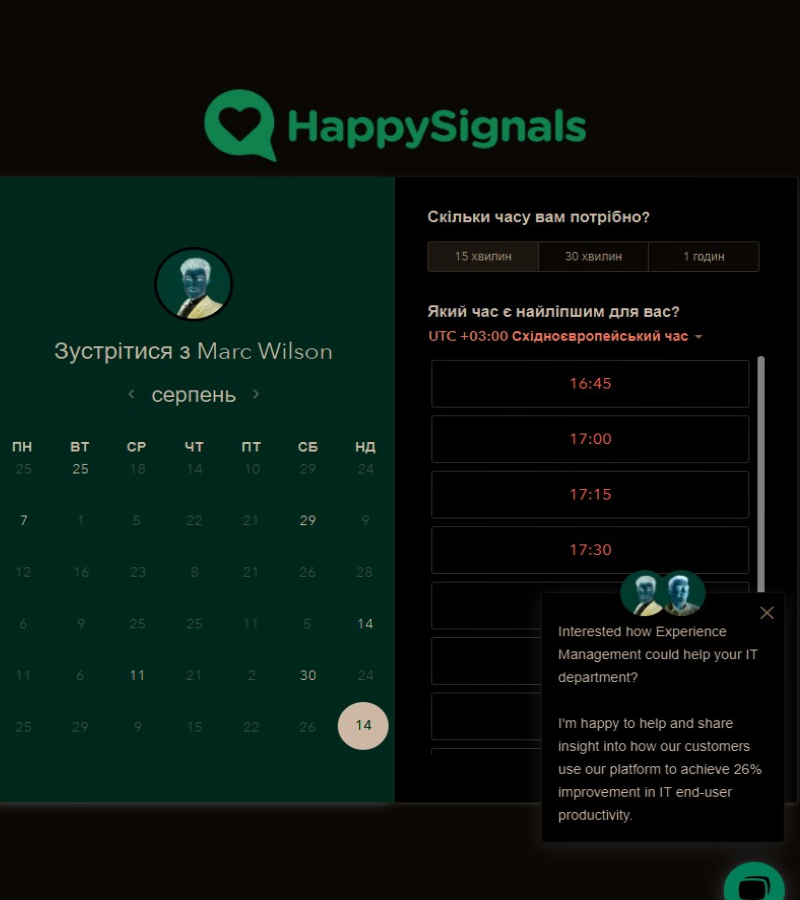 HappySignals
Зустрітися з Marc Wilson
серпень
ПН ВТ СР ЧТ ПТ СБ НД
25 25 18 14 10 29 24
7 1 5 22 21 29 9
12 16 23 8 21 26 28
6 9 25 25 11 5 14
11 6 11 21 2 30 24
25 29 9 15 22 26 14
Скільки часу вам потрібно?
15 хвилин 30 хвилин 1 годин
Який час є найліпшим для вас?
UTC +03:00 Східноєвропейський час
16:45
17:00
17:15
17:30
Interested how Experience
Management could help your IT
department?
I'm happy to help and share
insight into how our customers
use our platform to achieve 26%
improvement in IT end-user
productivity.